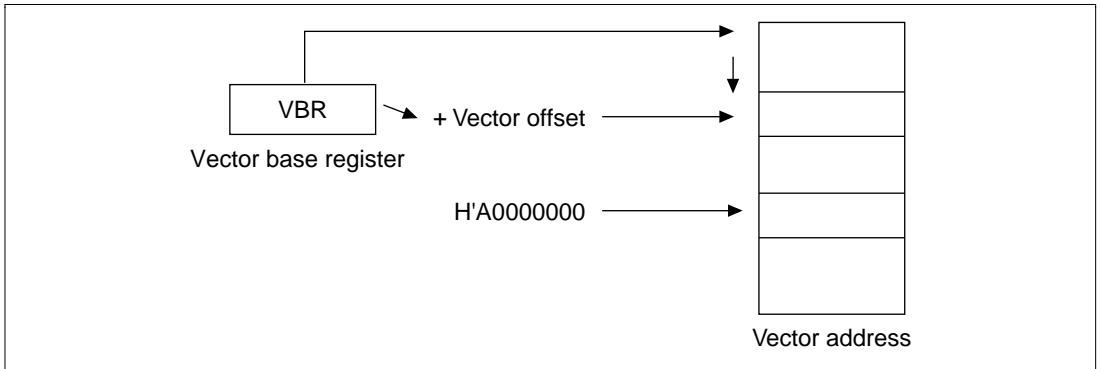 VBR
+ Vector offset
Vector base register
H'A0000000
Vector address